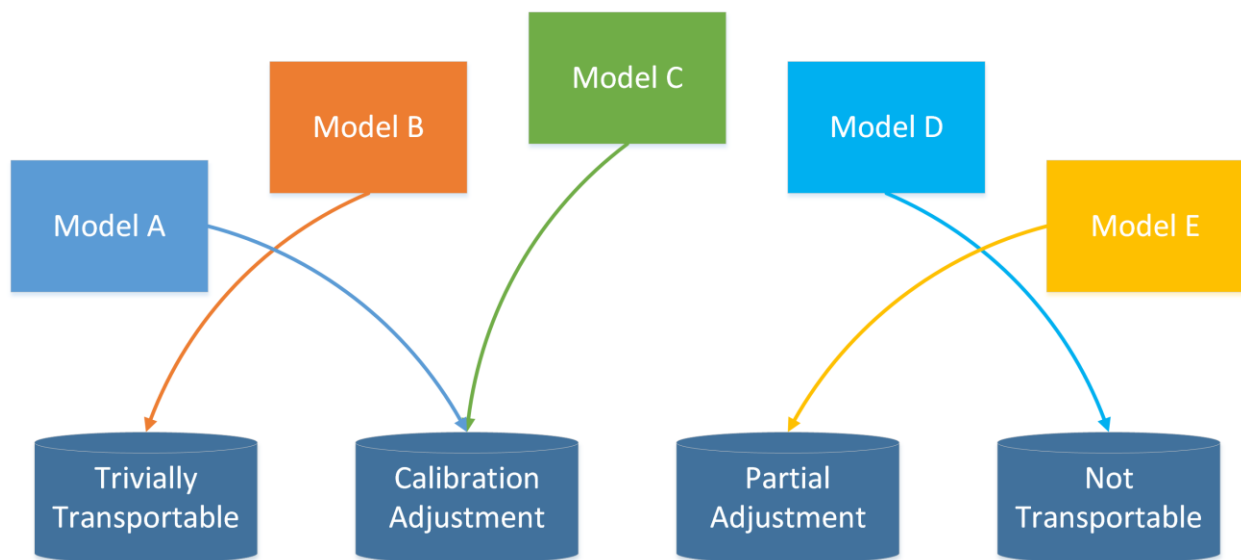 Model C
Model B
Model D
Model A
Model E
Trivially
Transportable
Calibration
Adjustment
Partial
Adjustment
Not
Transportable